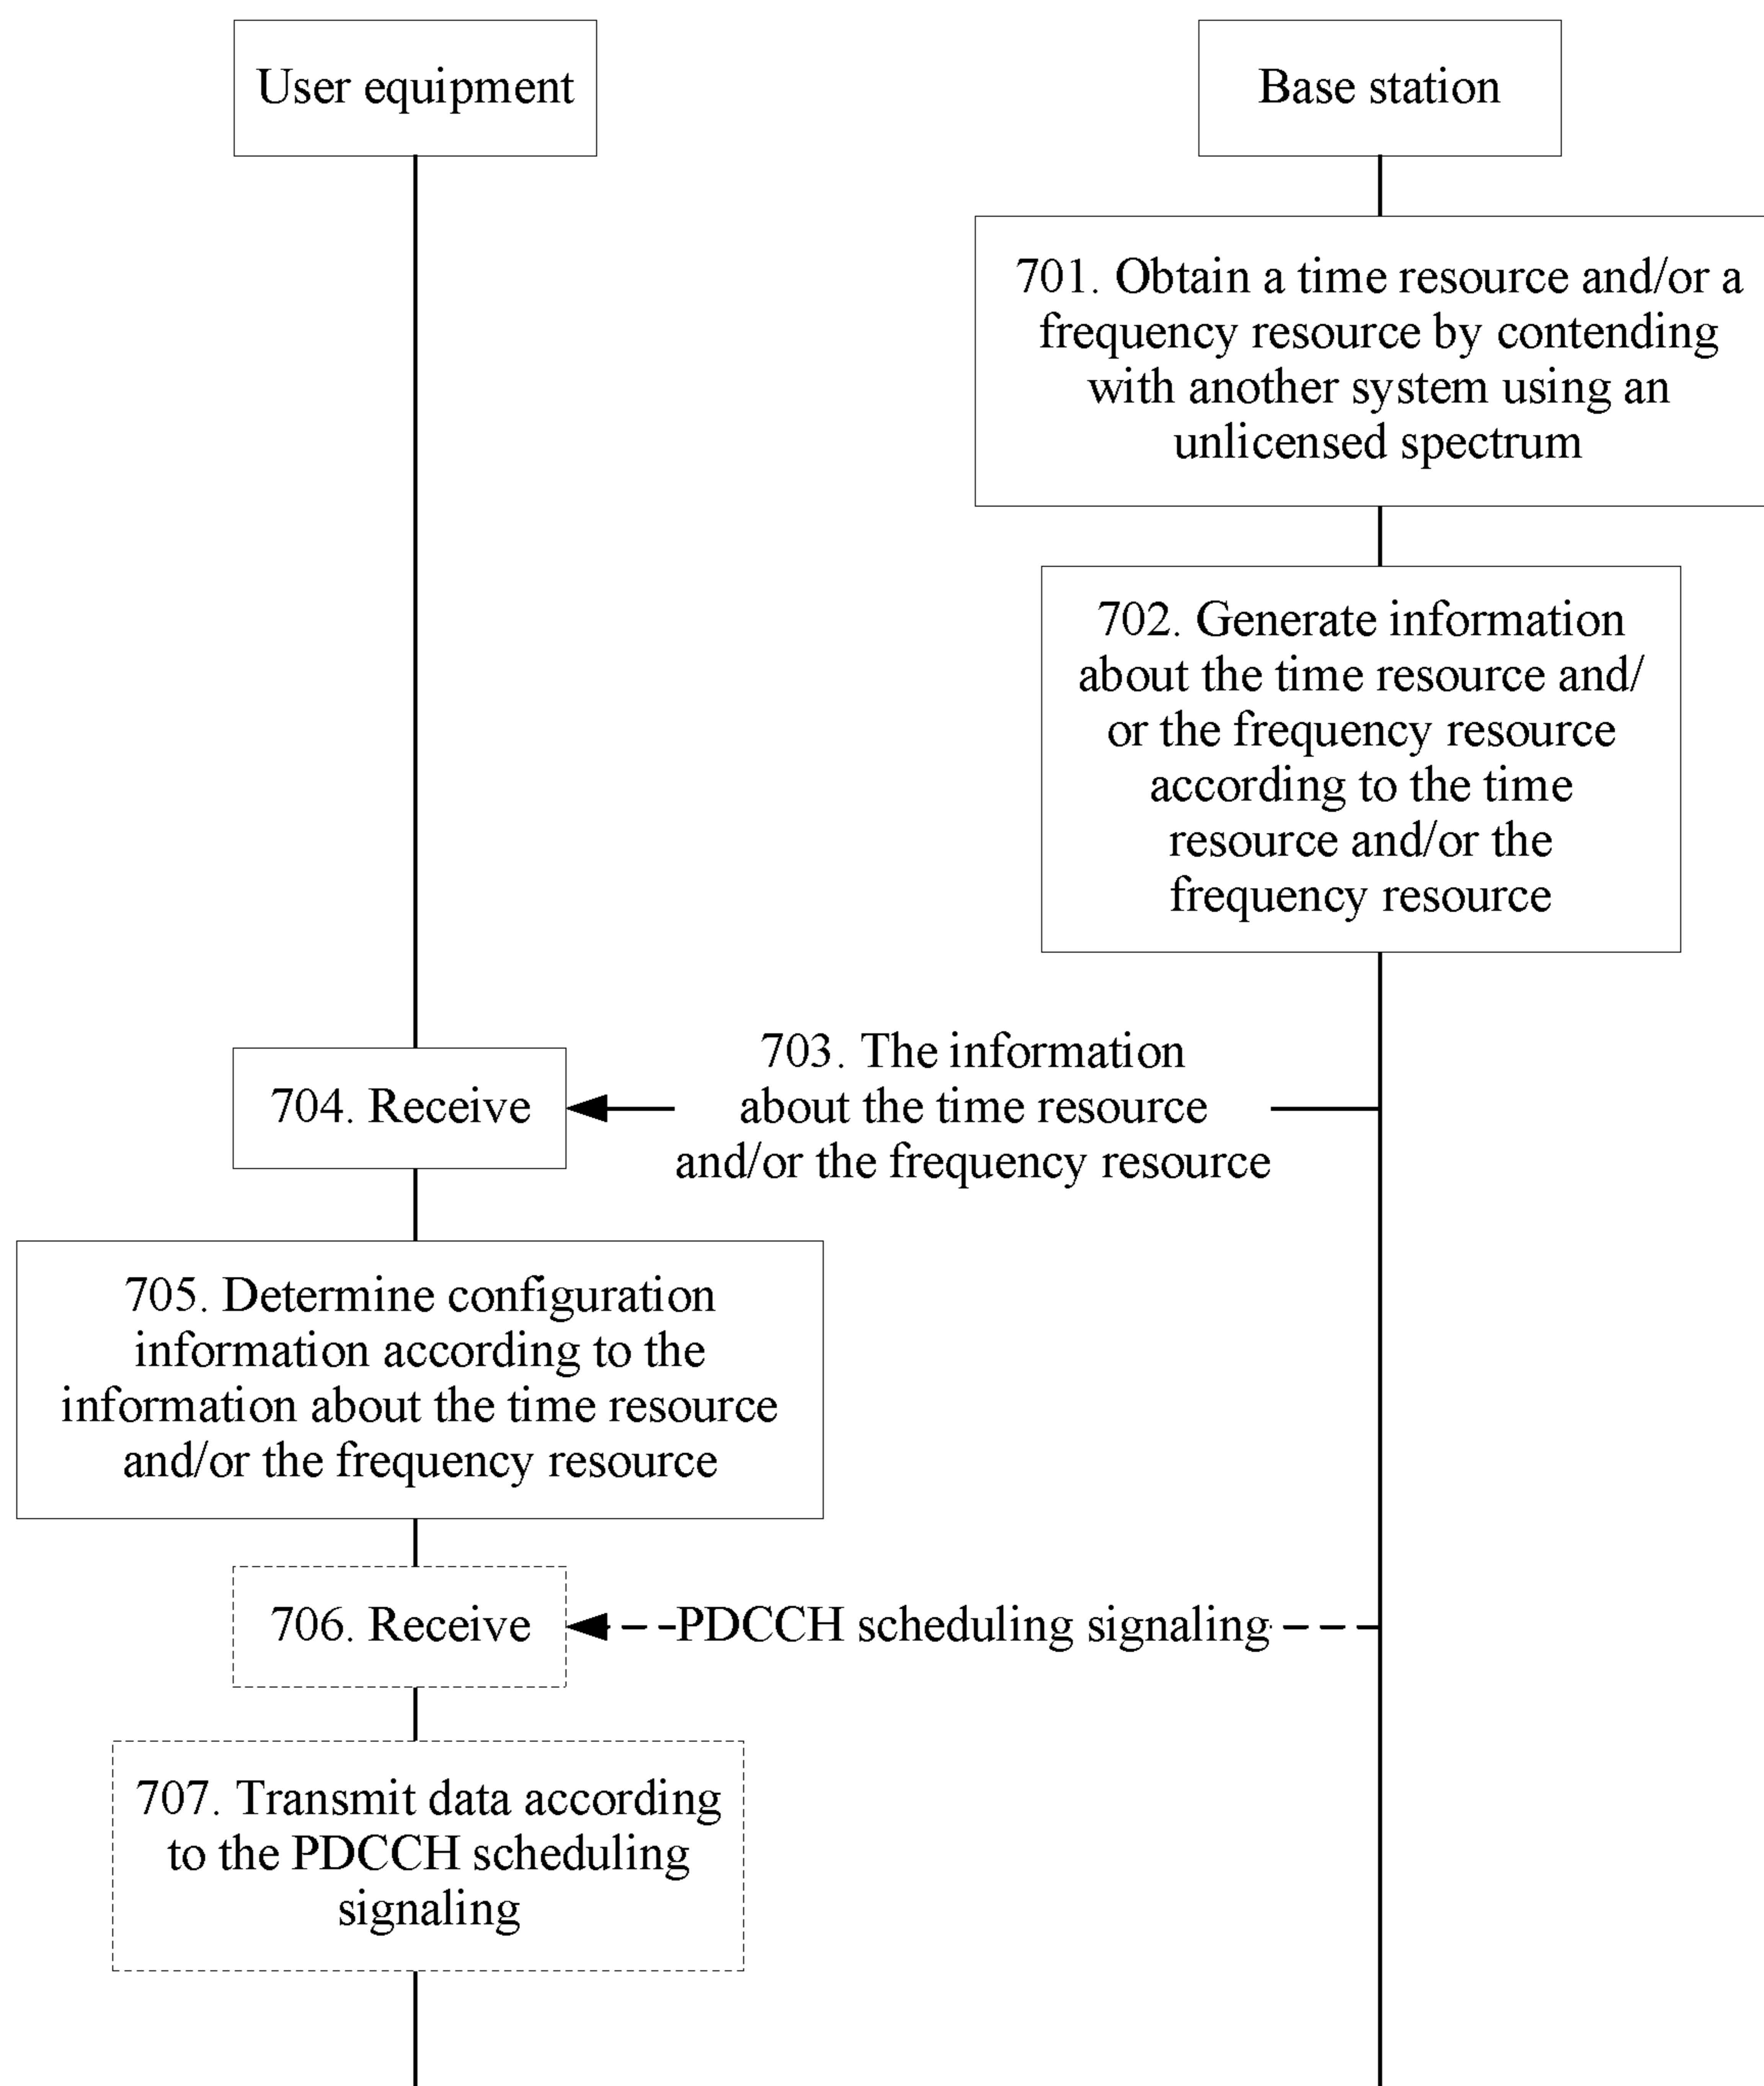 User equipment
Base station
701. Obtain a time resource and/or a
frequency resource by contending
with another system using an
unlicensed spectrum
702. Generate information
about the time resource and/
or the frequency resource
according to the time
resource and/or the
frequency resource
703. The information
about the time resource
and/or the frequency resource
704. Receive
705. Determine configuration
information according to the
information about the time resource
and/or the frequency resource
706. Receive
PDCCH scheduling signaling
707. Transmit data according
to the PDCCH scheduling
signaling